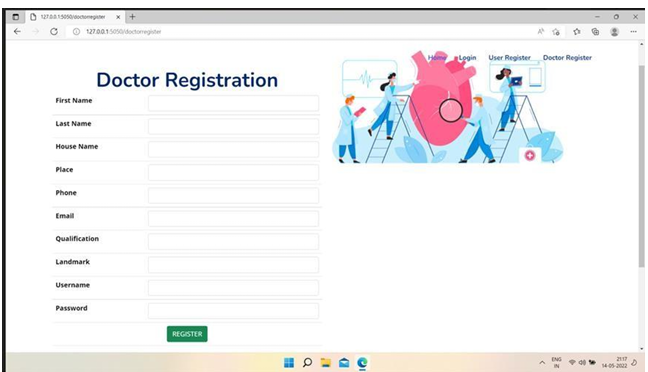 127.0.0.1:5050/doctorregister
127.0.0.1:5050/doctorregister
Home Login User Register Doctor Register
Doctor Registration
First Name
Last Name
House Name
Place
Phone
Email
Qualification
Landmark
Username
Password
REGISTER
ENG
IN
21:17
14-05-2022